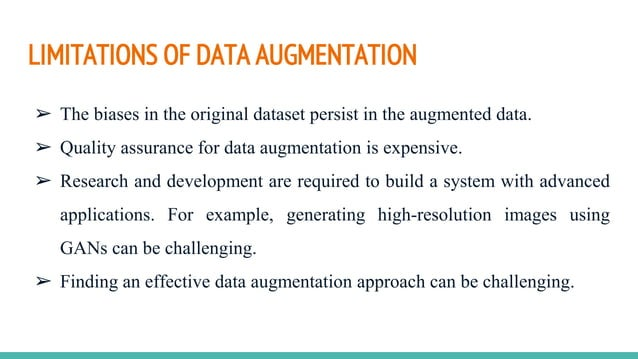 LIMITATIONS OF DATA AUGMENTATION
➢ The biases in the original dataset persist in the augmented data.
➢ Quality assurance for data augmentation is expensive.
➢ Research and development are required to build a system with advanced
applications. For example, generating high-resolution images using
GANs can be challenging.
➢ Finding an effective data augmentation approach can be challenging.